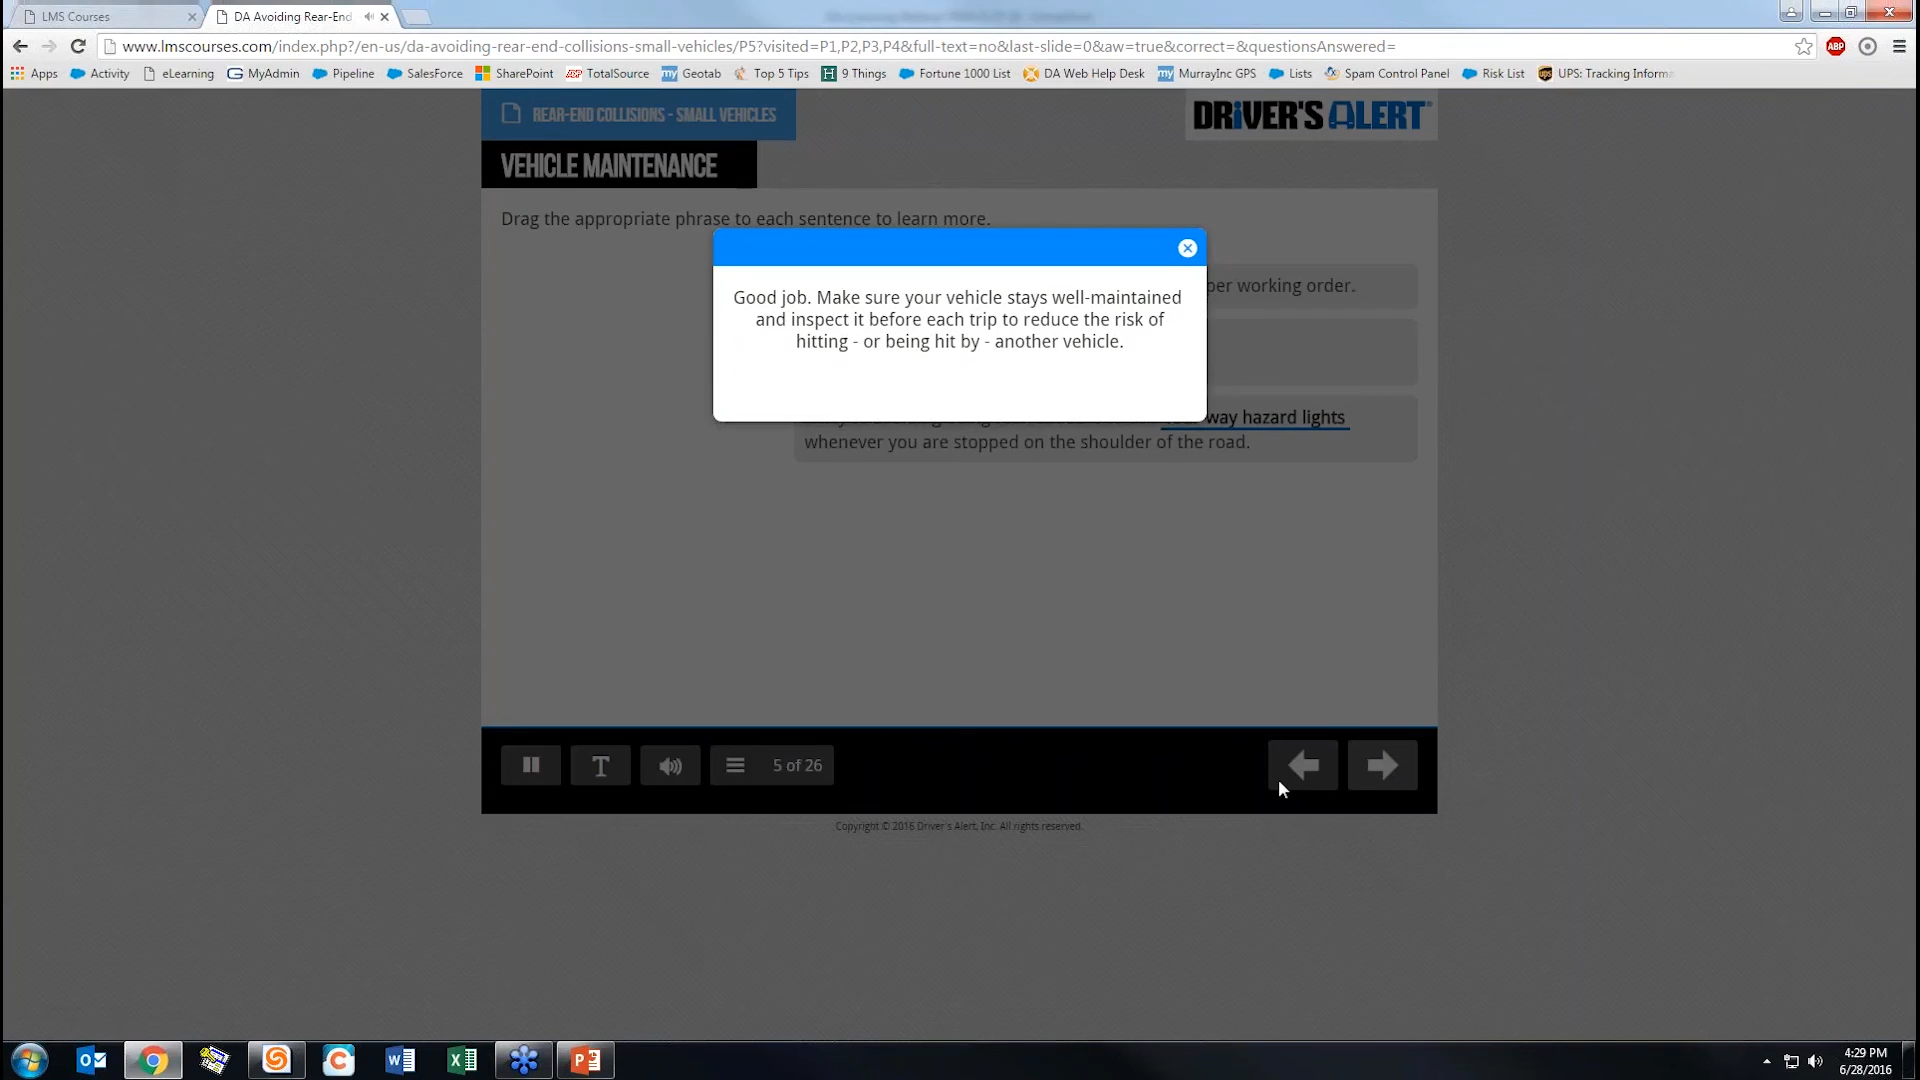 LMS Courses
DA Avoiding Rear-End
www.lmscourses.com/index.php?/en-us/da-avoiding-rear-end-collisions-small-vehicles/P5?visited=P1,P2,P3,P4&full-text=no&last-slide=0&aw=true&correct=&questionsAnswered=
ABP
Apps Activity eLearning MyAdmin Pipeline SalesForce SharePoint TotalSource my Geotab Top 5 Tips H 9 Things Fortune 1000 List DA Web Help Desk my MurrayInc GPS Lists Spam Control Panel Risk List UPS: Tracking Inform
REAR-END COLLISIONS - SMALL VEHICLES
DRiVER'S ALERT
VEHICLE MAINTENANCE
Drag the appropriate phrase to each sentence to learn more.
per working order.
Good job. Make sure your vehicle stays well-maintained
and inspect it before each trip to reduce the risk of
hitting - or being hit by - another vehicle.
way hazard lights
whenever you are stopped on the shoulder of the road.
T
5 of 26
Copyright © 2016 Driver's Alert, Inc. All rights reserved.
4:29 PM
6/28/2016